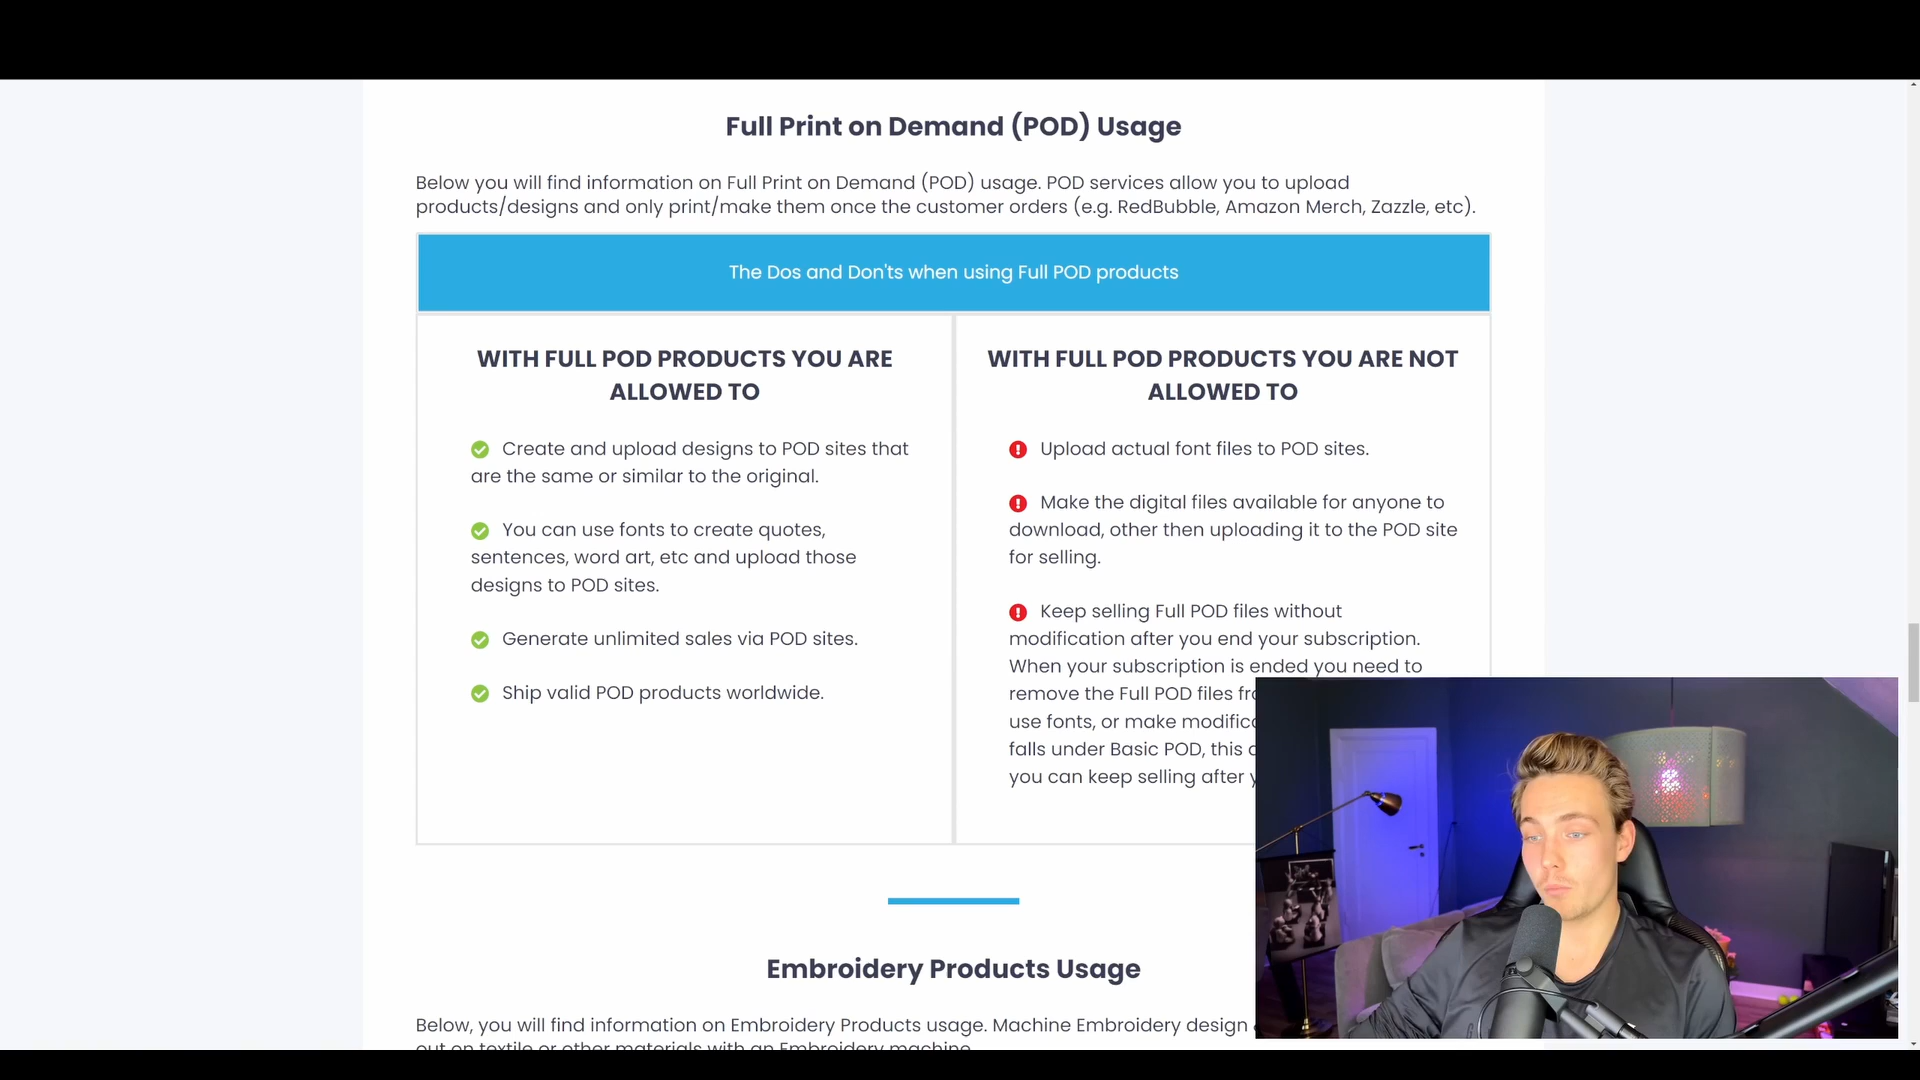 Full Print on Demand (POD) Usage
Below you will find information on Full Print on Demand (POD) usage. POD services allow you to upload
products/designs and only print/make them once the customer orders (e.g. RedBubble, Amazon Merch, Zazzle, etc).
The Dos and Don'ts when using Full POD products
WITH FULL POD PRODUCTS YOU ARE
ALLOWED TO
Create and upload designs to POD sites that
are the same or similar to the original.
You can use fonts to create quotes,
sentences, word art, etc and upload those
designs to POD sites.
Generate unlimited sales via POD sites.
Ship valid POD products worldwide.
WITH FULL POD PRODUCTS YOU ARE NOT
ALLOWED TO
Upload actual font files to POD sites.
Make the digital files available for anyone to
download, other then uploading it to the POD site
for selling.
Keep selling Full POD files without
modification after you end your subscription.
When your subscription is ended you need to
remove the Full POD files
use fonts, or make
falls under Basic POD, this
you can keep selling after
Embroidery Products Usage
Below, you will find information on Embroidery Products usage. Machine Embroidery design
out on textile or other materials with an Embroidery machine